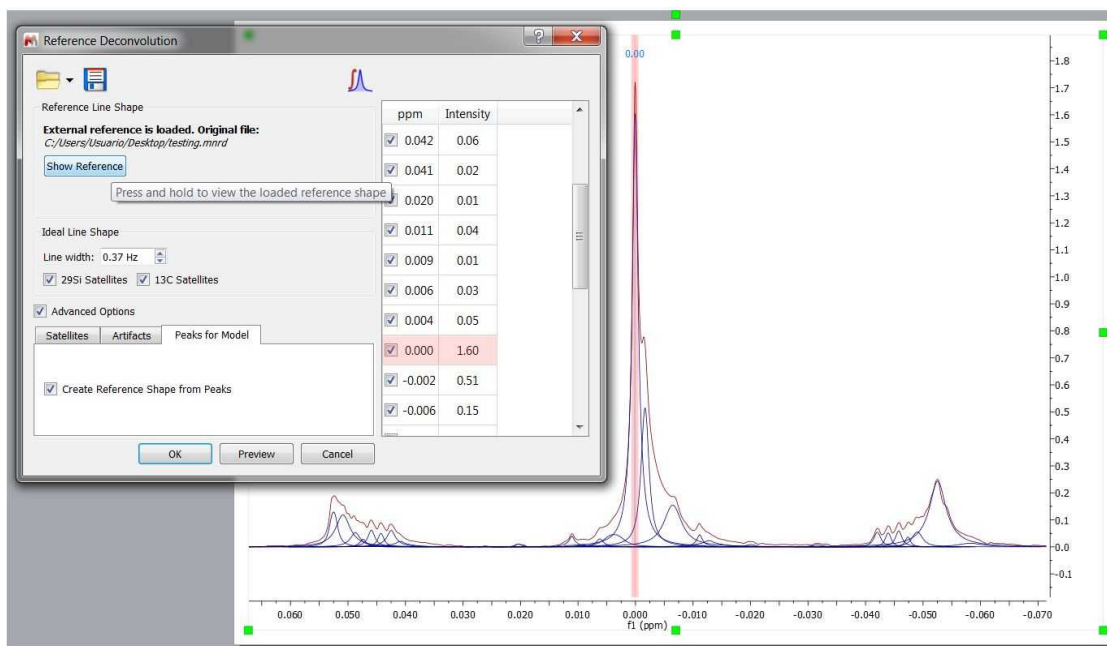 Reference Deconvolution
Reference Line Shape
External reference is loaded. Original file:
C:/Users/Usuario/Desktop/testing.mnrd
Show Reference
Press and hold to view the loaded reference shape
Ideal Line Shape
Line width: 0.37 Hz
29Si Satellites 13C Satellites
Advanced Options
Satellites Artifacts Peaks for Model
Create Reference Shape from Peaks
OK Preview Cancel
ppm Intensity
0.042 0.06
0.041 0.02
0.020 0.01
0.011 0.04
0.009 0.01
0.006 0.03
0.004 0.05
0.000 1.60
-0.002 0.51
-0.006 0.15
0.00
1.8
1.7
1.6
1.5
1.4
1.3
1.2
1.1
1.0
0.9
0.8
0.7
0.6
0.5
0.4
0.3
0.2
0.1
0.0
-0.1
0.060 0.050 0.040 0.030 0.020 0.010 0.000 -0.010 -0.020 -0.030 -0.040 -0.050 -0.060 -0.070
f1 (ppm)